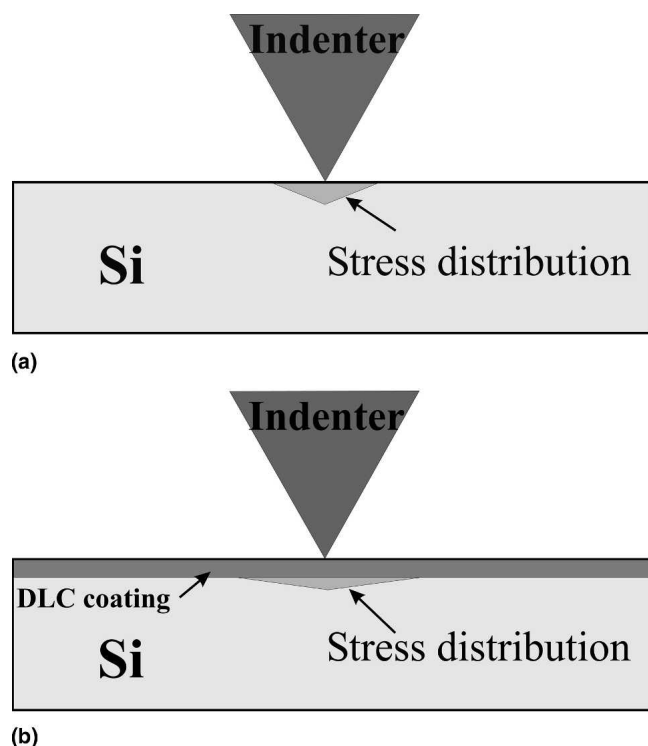 Indenter
Si
Stress distribution
(a)
Indenter
DLC coating
Si
Stress distribution
(b)